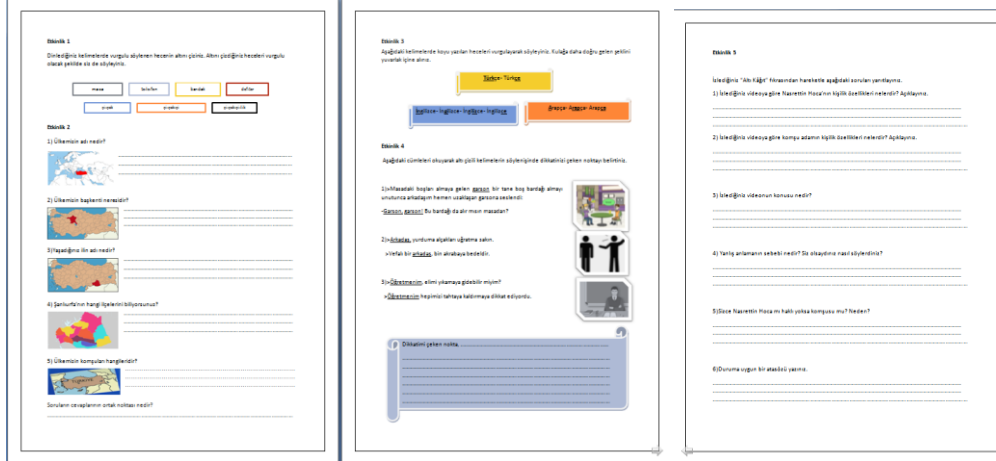 Etkinlik 1
Dinlediğiniz kelimelerde vurgulu söylenen hecenin altını çiziniz. Altını çizdiğiniz heceleri vurgulu
olacak şekilde siz de söyleyiniz.
masa
bardak
defter
çiçek
çiçekçi
çiçekçilik
Etkinlik 2
1) Ülkemizin adı nedir?
2) Ülkemizin başkenti neresidir?
3)Yaşadığınız ilin adı nedir?
4) Şanlıurfa'nın hangi ilçelerini biliyorsunuz?
5) Ülkemizin komşuları hangileridir?
Soruların cevaplarının ortak noktası nedir?
Etkinlik 3
Aşağıdaki kelimelerde koyu yazılan heceleri vurgulayarak söyleyiniz. Kulağa daha doğru gelen şeklini
yuvarlak içine alınız.
Türkçe- Türkçe
İngilizce- İngilizce- İngilizce- İngilizce
Arapça- Arapça- Arapça
Etkinlik 4
Aşağıdaki cümleleri okuyarak altı çizili kelimelerin söylenişinde dikkatinizi çeken noktayı belirtiniz.
1)»Masadaki boşları almaya gelen garson bir tane boş bardağı almayı
unutunca arkadaşım hemen uzaklaşan garsona seslendi:
-Garson, garson! Bu bardağı da alır mısın masadan?
2)»Arkadaş, yurduma alçakları uğratma sakın.
»Vefalı bir arkadaş, bin akrabaya bedeldir.
3)»Öğretmenim, elimi yıkamaya gidebilir miyim?
»Öğretmenim hepimizi tahtaya kaldırmaya dikkat ediyordu.
Dikkatimi çeken nokta
Etkinlik 5
İzlediğiniz "Altı Kâğıt" fıkrasından hareketle aşağıdaki soruları yanıtlayınız.
1) İzlediğiniz videoya göre Nasrettin Hoca'nın kişilik özellikleri nelerdir? Açıklayınız.
2) İzlediğiniz videoya göre komşu adamın kişilik özellikleri nelerdir? Açıklayınız.
3) İzlediğiniz videonun konusu nedir?
4) Yanlış anlamanın sebebi nedir? Siz olsaydınız nasıl söylerdiniz?
5)Sizce Nasrettin Hoca mı haklı yoksa komşusu mu? Neden?
6)Duruma uygun bir atasözü yazınız.